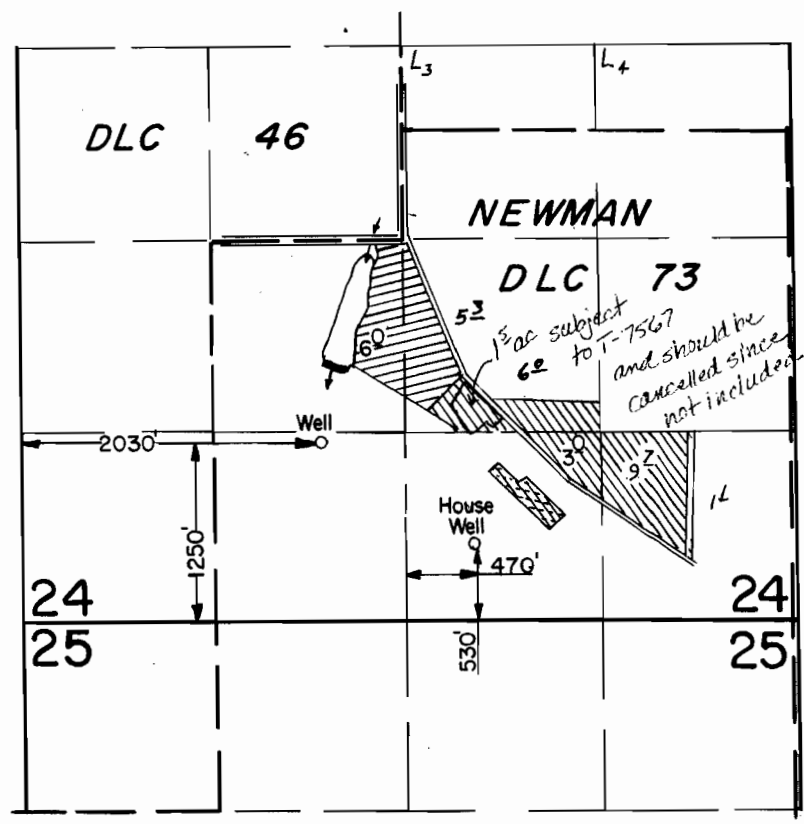 L3 L4
DLC 46
NEWMAN
DLC 73
5 3
1 5 ac subject
to T-7567
and should be
cancelled since
not included
6 0
6 0
Well
2030'
3 0
9 7
House
Well
1250'
470'
24 24
25 25
530'